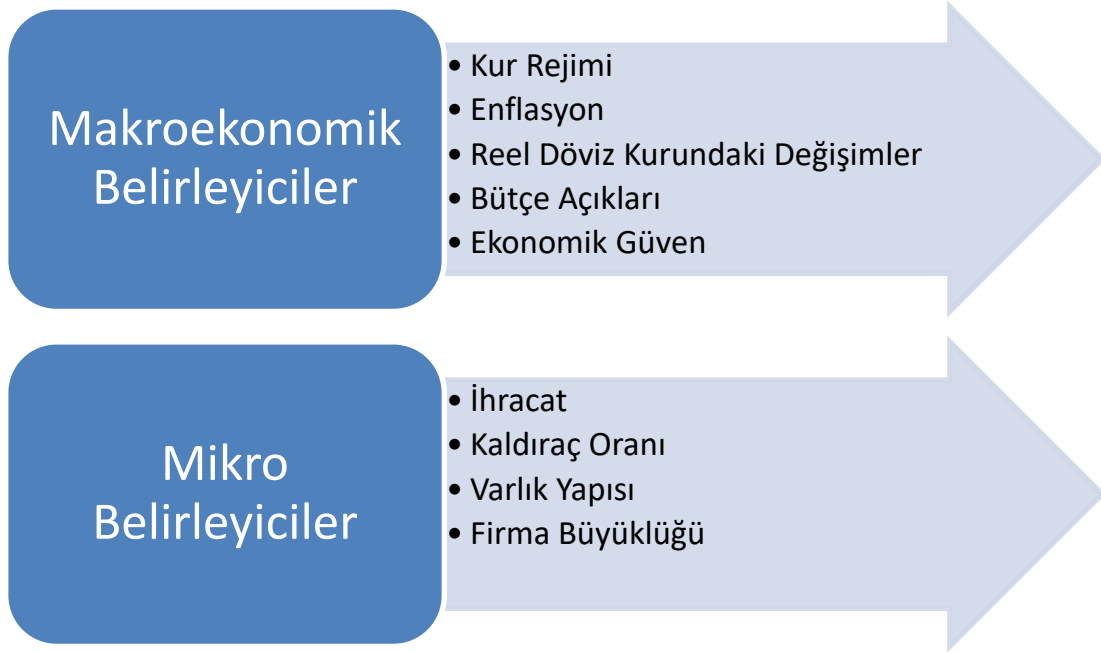 Makroekonomik
Belirleyiciler
• Kur Rejimi
• Enflasyon
• Reel Döviz Kurundaki Değişimler
• Bütçe Açıkları
• Ekonomik Güven
Mikro
Belirleyiciler
• İhracat
• Kaldıraç Oranı
• Varlık Yapısı
• Firma Büyüklüğü